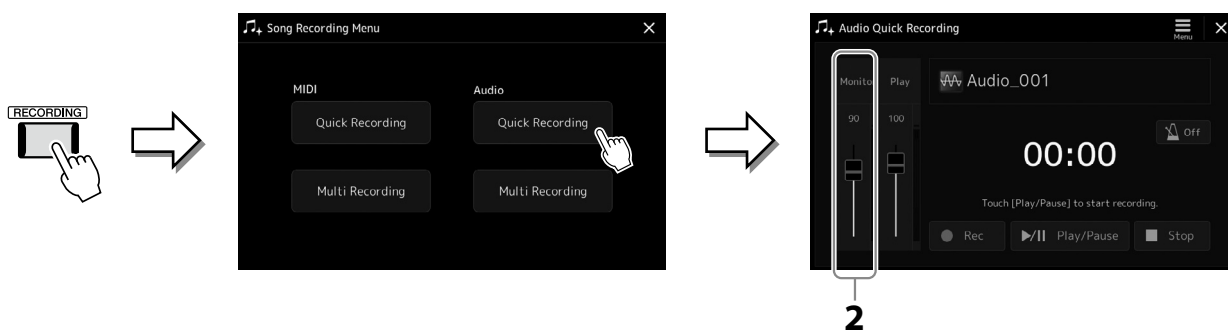 RECORDING
Song Recording Menu
MIDI
Audio
Quick Recording
Quick Recording
Multi Recording
Multi Recording
Audio Quick Recording
Menu
Monito
Play
90
100
Audio_001
Off
00:00
Touch [Play/Pause] to start recording.
Rec
Play/Pause
Stop
2